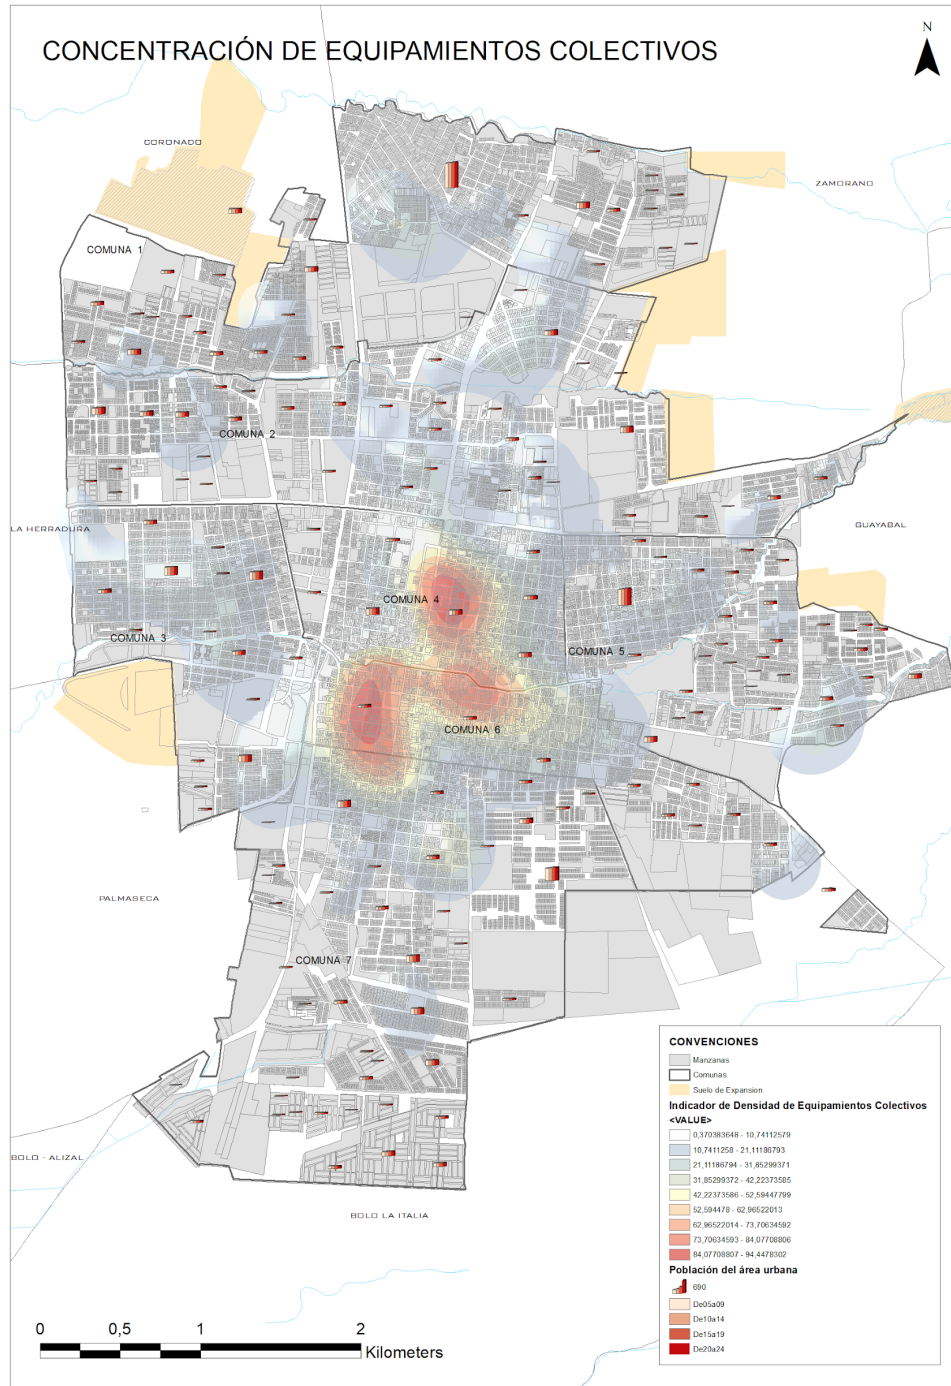 CONCENTRACIÓN DE EQUIPAMIENTOS COLECTIVOS
N
CORONADO
ZAMORANO
COMUNA 1
COMUNA 2
LA HERRADURA
GUAYABAL
COMUNA 4
COMUNA 3
COMUNA 5
COMUNA 6
PALMASECA
COMUNA 7
BOLO - ALIZAL
BOLO LA ITALIA
CONVENCIONES
Manzanas
Comunas
Suelo de Expansion
Indicador de Densidad de Equipamientos Colectivos
<VALUE>
0,370383648 - 10,74112579
10,7411258 - 21,11186793
21,11186794 - 31,85299371
31,85299372 - 42,22373585
42,22373586 - 52,59447799
52,594478 - 62,96522013
62,96522014 - 73,70634592
73,70634593 - 84,07708806
84,07708807 - 94,4478302
Población del área urbana
690
De05a09
De10a14
De15a19
De20a24
0 0,5 1 2
Kilometers